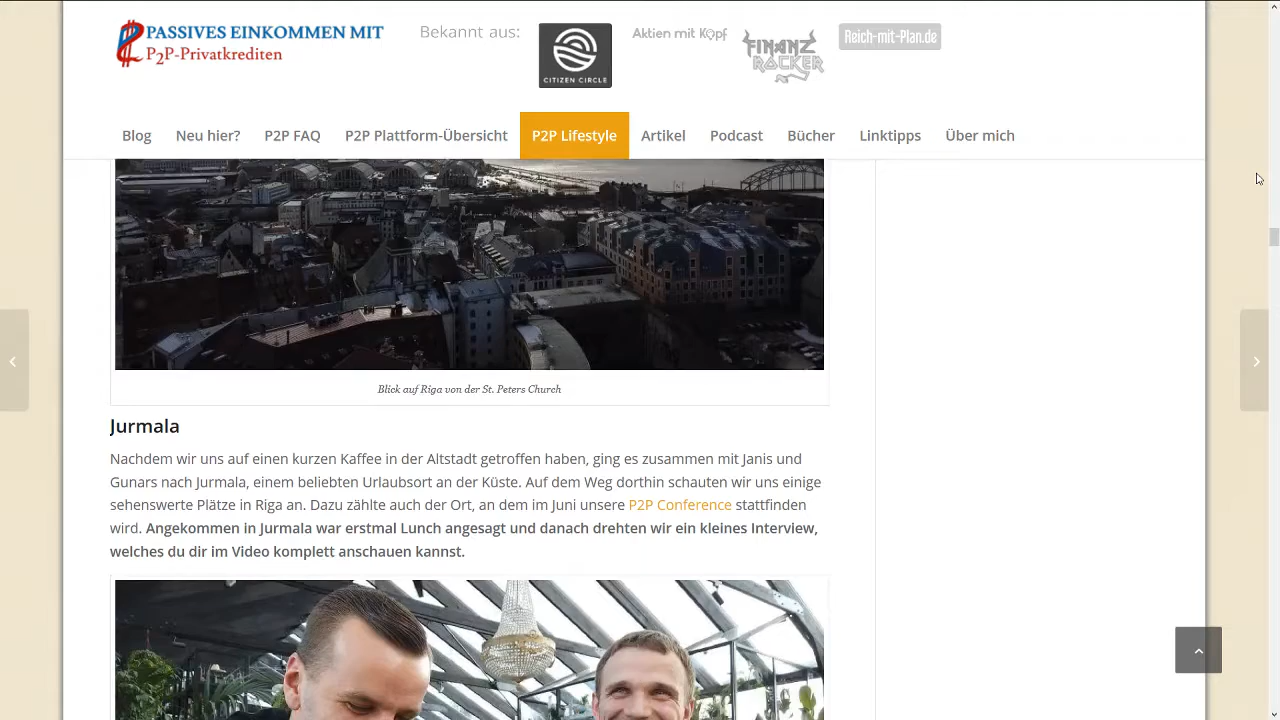 PASSIVES EINKOMMEN MIT
P2P-Privatkrediten
Bekannt aus:
CITIZEN CIRCLE
Aktien mit Kopf
FINANZ
ROCKER
Reich-mit-Plan.de
Blog Neu hier? P2P FAQ P2P Plattform-Übersicht P2P Lifestyle Artikel Podcast Bücher Linktipps Über mich
Blick auf Riga von der St. Peters Church
Jurmala
Nachdem wir uns auf einen kurzen Kaffee in der Altstadt getroffen haben, ging es zusammen mit Janis und
Gunars nach Jurmala, einem beliebten Urlaubsort an der Küste. Auf dem Weg dorthin schauten wir uns einige
sehenswerte Plätze in Riga an. Dazu zählte auch der Ort, an dem im Juni unsere P2P Conference stattfinden
wird. Angekommen in Jurmala war erstmal Lunch angesagt und danach drehten wir ein kleines Interview,
welches du dir im Video komplett anschauen kannst.